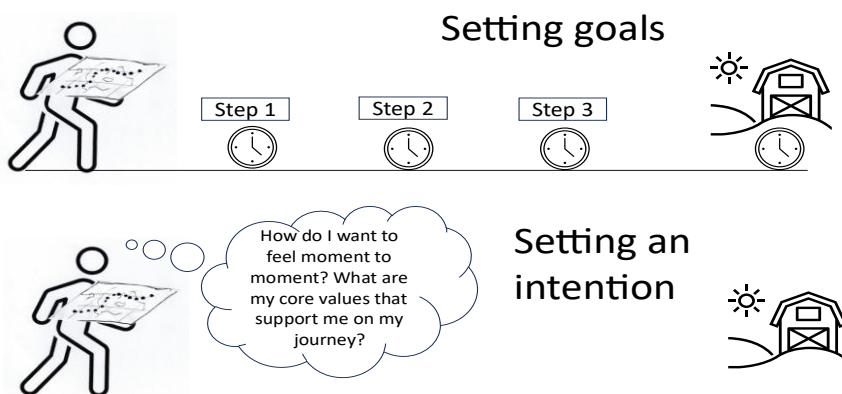 Setting goals
Step 1
Step 2
Step 3
How do I want to
feel moment to
moment? What are
my core values that
support me on my
journey?
Setting an
intention